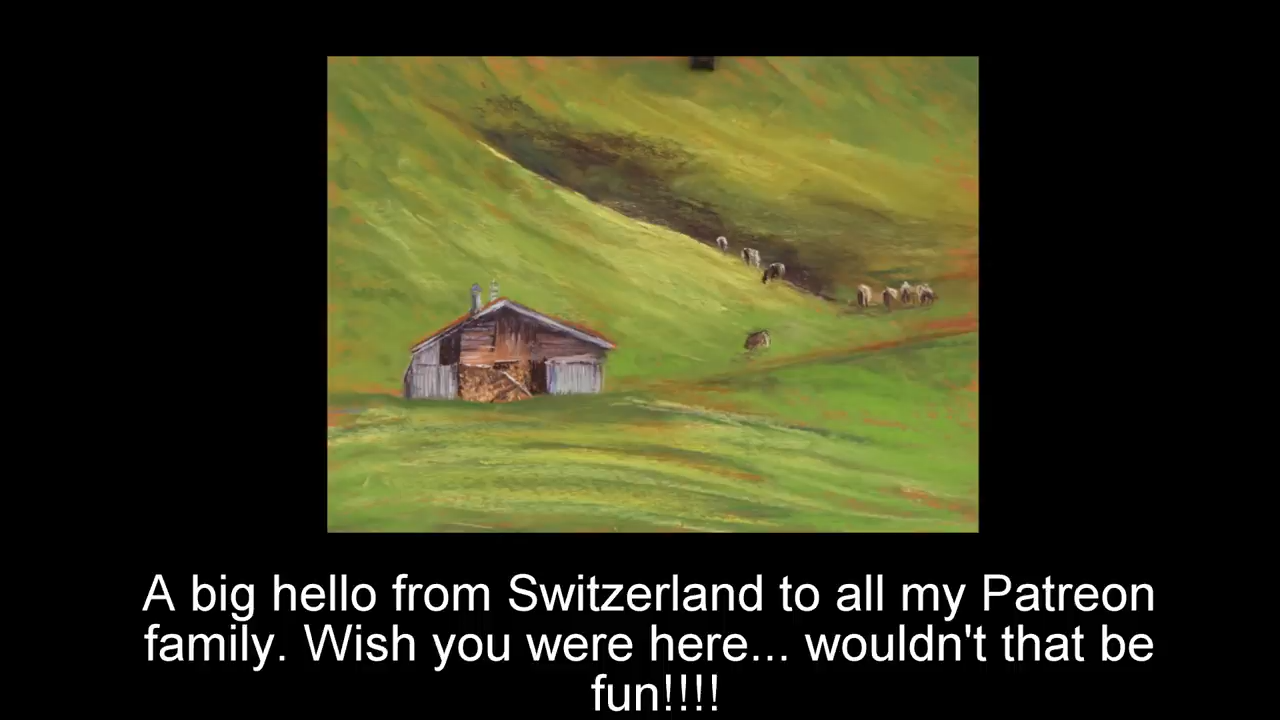 A big hello from Switzerland to all my Patreon
family. Wish you were here... wouldn't that be
fun!!!!